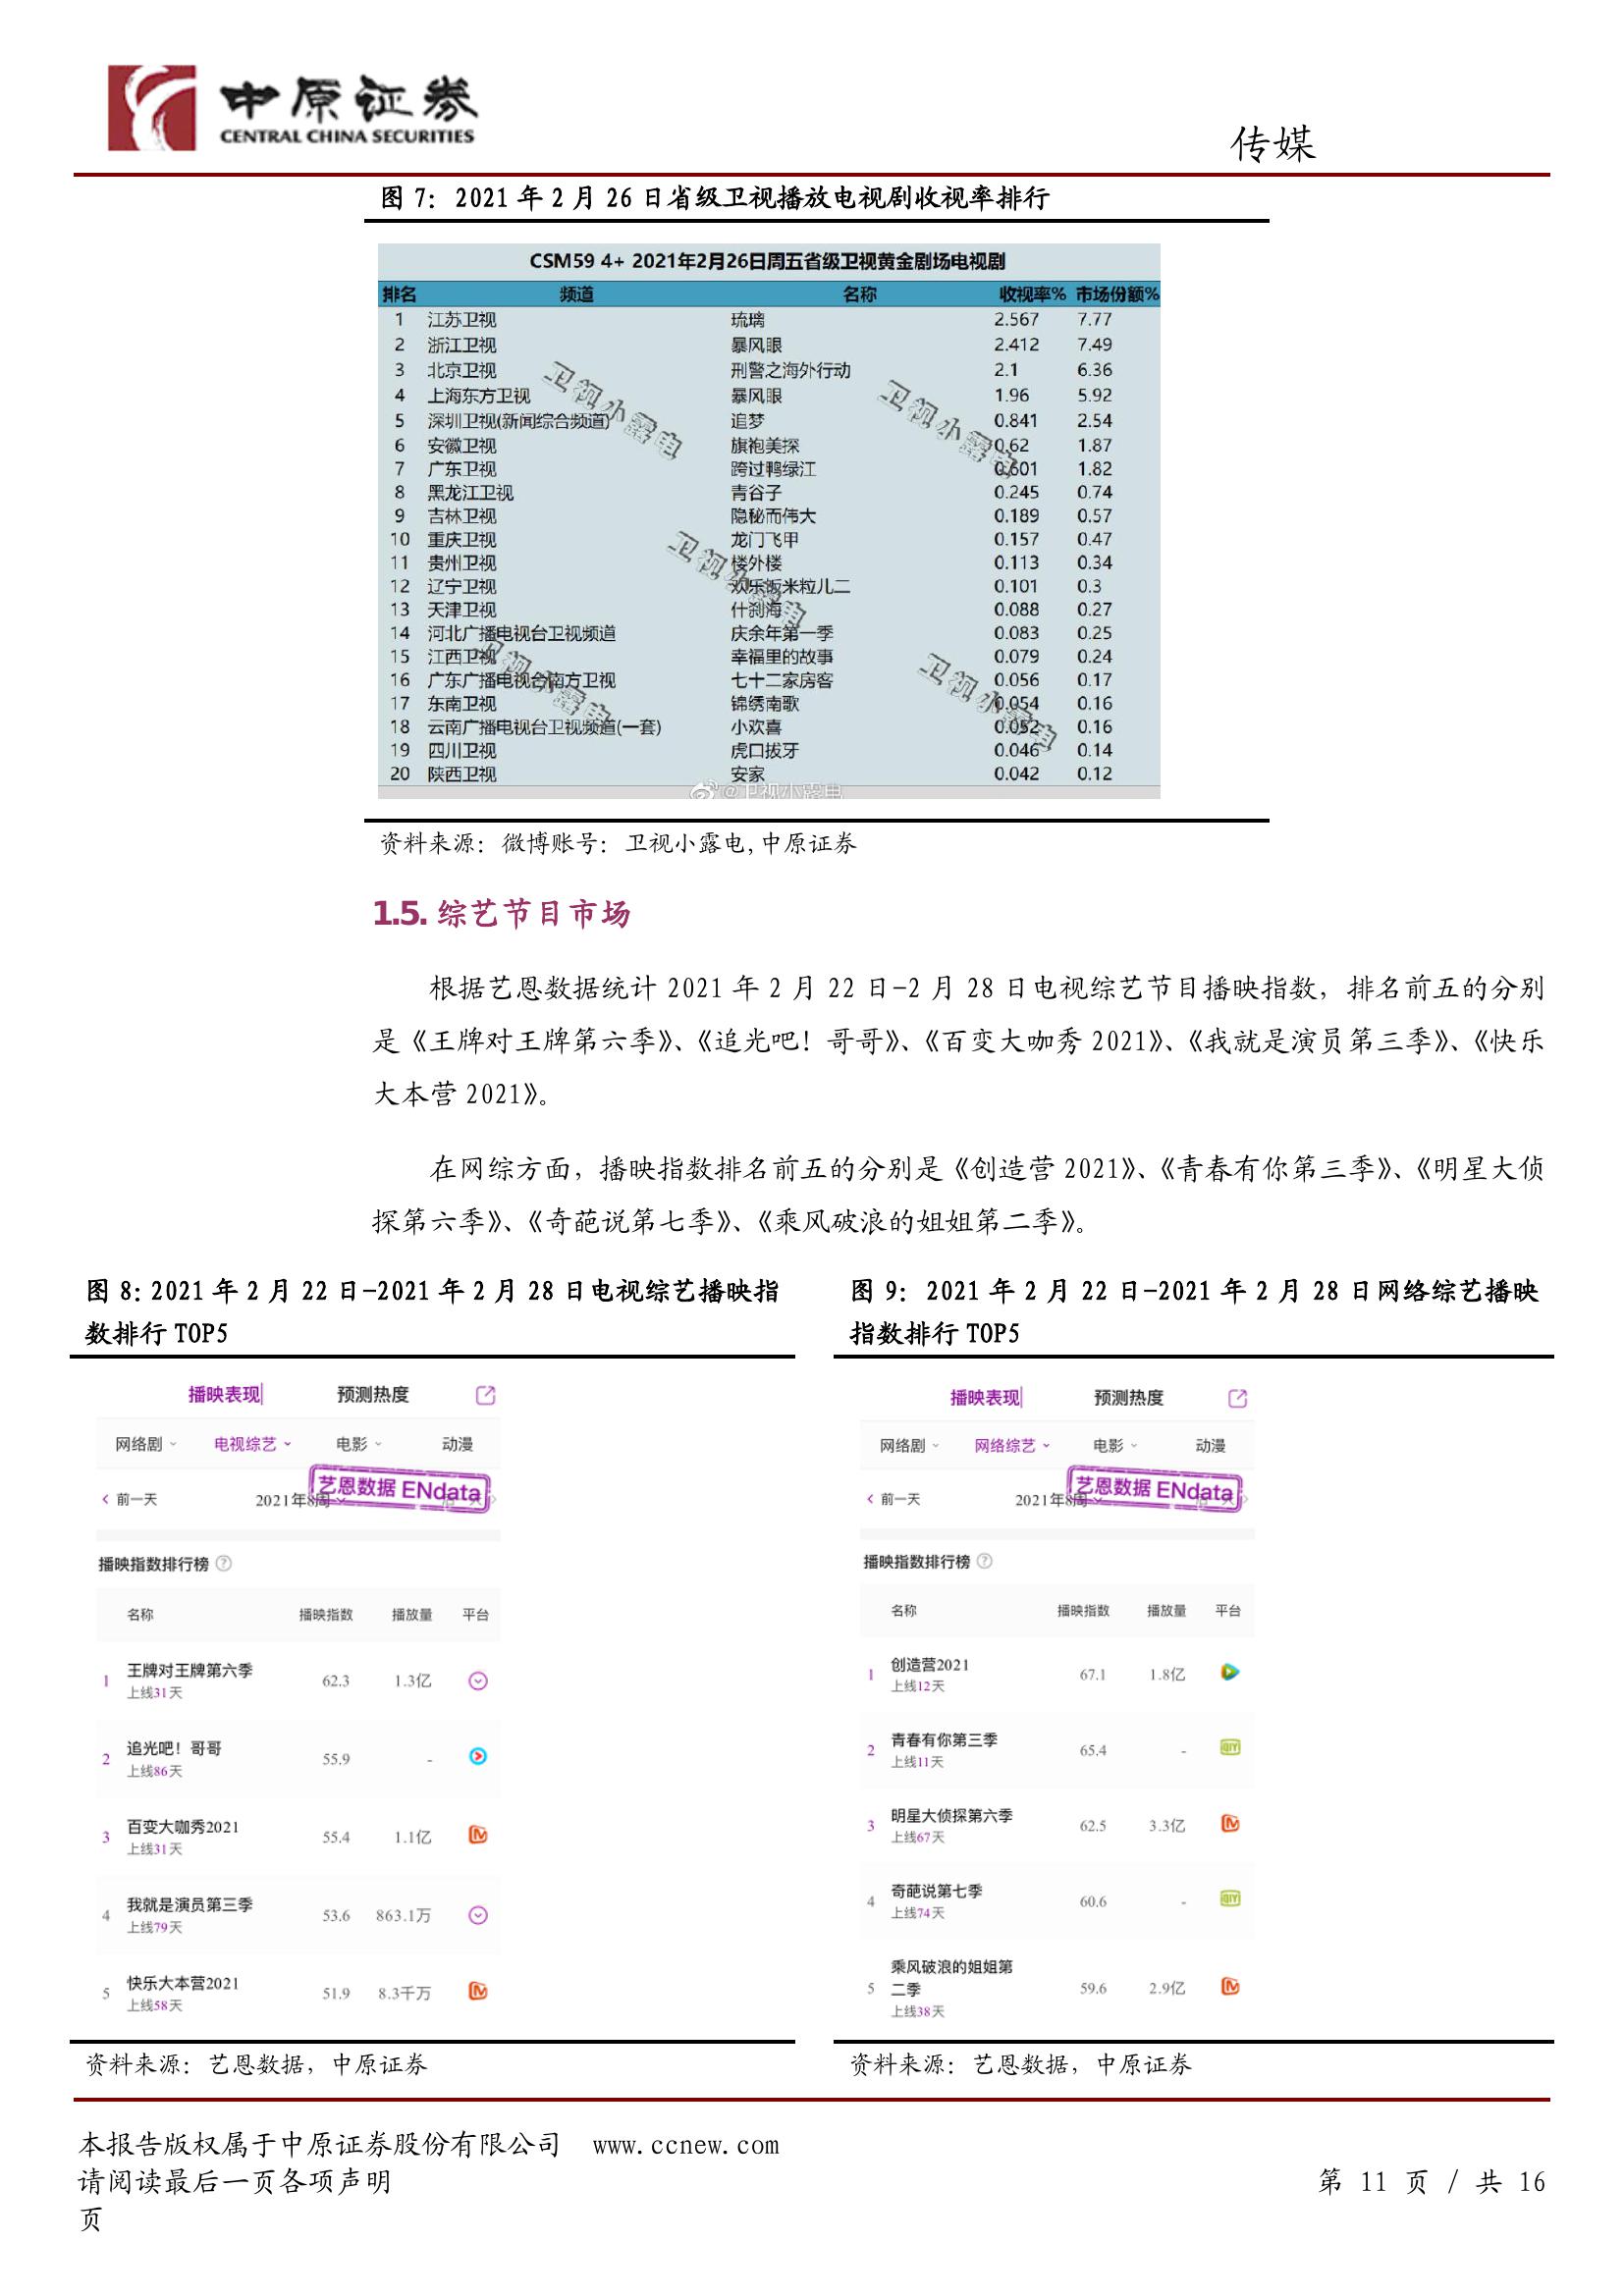 中原证券
CENTRAL CHINA SECURITIES
传媒
图 7：2021 年 2 月 26 日省级卫视播放电视剧收视率排行
CSM59 4+ 2021年2月26日周五省级卫视黄金剧场电视剧
排名 频道 名称 收视率% 市场份额%
1 江苏卫视 琉璃 2.567 7.77
2 浙江卫视 暴风眼 2.412 7.49
3 北京卫视 刑警之海外行动 2.1 6.36
4 上海东方卫视 暴风眼 1.96 5.92
5 深圳卫视(新闻综合频道) 追梦 0.841 2.54
6 安徽卫视 旗袍美探 0.62 1.87
7 广东卫视 跨过鸭绿江 0.601 1.82
8 黑龙江卫视 青谷子 0.245 0.74
9 吉林卫视 隐秘而伟大 0.189 0.57
10 重庆卫视 龙门飞甲 0.157 0.47
11 贵州卫视 楼外楼 0.113 0.34
12 辽宁卫视 欢乐饭米粒儿二 0.101 0.3
13 天津卫视 什刹海 0.088 0.27
14 河北广播电视台卫视频道 庆余年第一季 0.083 0.25
15 江西卫视 幸福里的故事 0.079 0.24
16 广东广播电视台南方卫视 七十二家房客 0.056 0.17
17 东南卫视 锦绣南歌 0.054 0.16
18 云南广播电视台卫视频道(一套) 小欢喜 0.052 0.16
19 四川卫视 虎口拔牙 0.046 0.14
20 陕西卫视 安家 0.042 0.12
卫视小露电
卫视小露电
卫视小露电
卫视小露电
卫视小露电
@卫视小露电
资料来源：微博账号：卫视小露电,中原证券
1.5. 综艺节目市场
根据艺恩数据统计 2021 年 2 月 22 日-2 月 28 日电视综艺节目播映指数，排名前五的分别
是《王牌对王牌第六季》、《追光吧！哥哥》、《百变大咖秀 2021》、《我就是演员第三季》、《快乐
大本营 2021》。
在网综方面，播映指数排名前五的分别是《创造营 2021》、《青春有你第三季》、《明星大侦
探第六季》、《奇葩说第七季》、《乘风破浪的姐姐第二季》。
图 8：2021 年 2 月 22 日-2021 年 2 月 28 日电视综艺播映指
数排行 TOP5
播映表现 预测热度
网络剧 电视综艺 电影 动漫
艺恩数据 ENdata
前一天 2021年8周
播映指数排行榜 ?
名称 播映指数 播放量 平台
1 王牌对王牌第六季 62.3 1.3亿
上线31天
2 追光吧！哥哥 55.9 -
上线86天
3 百变大咖秀2021 55.4 1.1亿
上线31天
4 我就是演员第三季 53.6 863.1万
上线79天
5 快乐大本营2021 51.9 8.3千万
上线58天
资料来源：艺恩数据，中原证券
图 9：2021 年 2 月 22 日-2021 年 2 月 28 日网络综艺播映
指数排行 TOP5
播映表现 预测热度
网络剧 网络综艺 电影 动漫
艺恩数据 ENdata
前一天 2021年8周
播映指数排行榜 ?
名称 播映指数 播放量 平台
1 创造营2021 67.1 1.8亿
上线12天
2 青春有你第三季 65.4 -
上线11天
3 明星大侦探第六季 62.5 3.3亿
上线67天
4 奇葩说第七季 60.6 -
上线74天
乘风破浪的姐姐第
5 二季 59.6 2.9亿
上线38天
资料来源：艺恩数据，中原证券
本报告版权属于中原证券股份有限公司 www.ccnew.com
请阅读最后一页各项声明 第 11 页 / 共 16
页